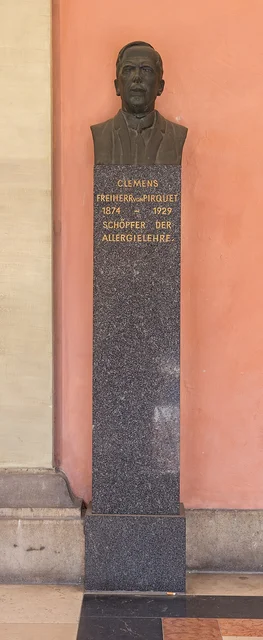 CLEMENS
FREIHERR VON PIRQUET
1874 – 1929
SCHÖPFER DER
ALLERGIELEHRE.